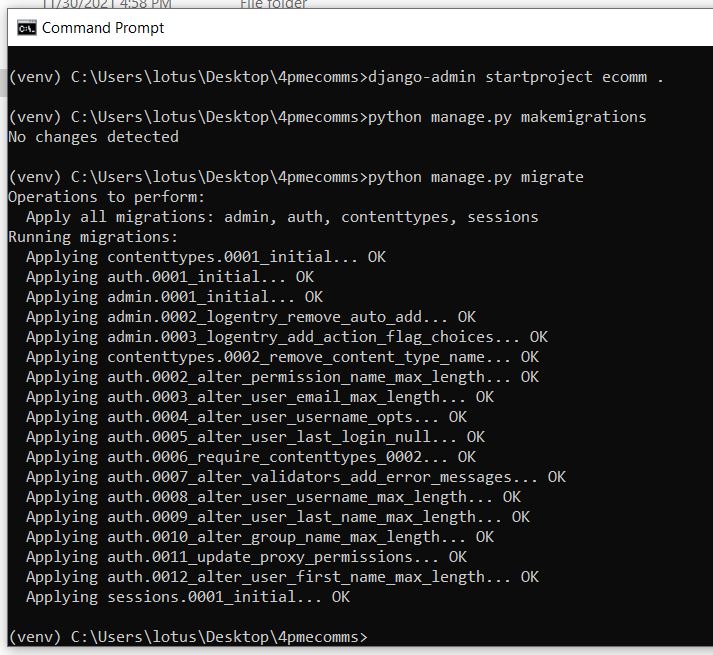 11/30/2021 4:58 PM File folder
Command Prompt
(venv) C:\Users\lotus\Desktop\4pmecomms>django-admin startproject ecomm .
(venv) C:\Users\lotus\Desktop\4pmecomms>python manage.py makemigrations
No changes detected
(venv) C:\Users\lotus\Desktop\4pmecomms>python manage.py migrate
Operations to perform:
  Apply all migrations: admin, auth, contenttypes, sessions
Running migrations:
  Applying contenttypes.0001_initial... OK
  Applying auth.0001_initial... OK
  Applying admin.0001_initial... OK
  Applying admin.0002_logentry_remove_auto_add... OK
  Applying admin.0003_logentry_add_action_flag_choices... OK
  Applying contenttypes.0002_remove_content_type_name... OK
  Applying auth.0002_alter_permission_name_max_length... OK
  Applying auth.0003_alter_user_email_max_length... OK
  Applying auth.0004_alter_user_username_opts... OK
  Applying auth.0005_alter_user_last_login_null... OK
  Applying auth.0006_require_contenttypes_0002... OK
  Applying auth.0007_alter_validators_add_error_messages... OK
  Applying auth.0008_alter_user_username_max_length... OK
  Applying auth.0009_alter_user_last_name_max_length... OK
  Applying auth.0010_alter_group_name_max_length... OK
  Applying auth.0011_update_proxy_permissions... OK
  Applying auth.0012_alter_user_first_name_max_length... OK
  Applying sessions.0001_initial... OK
(venv) C:\Users\lotus\Desktop\4pmecomms>